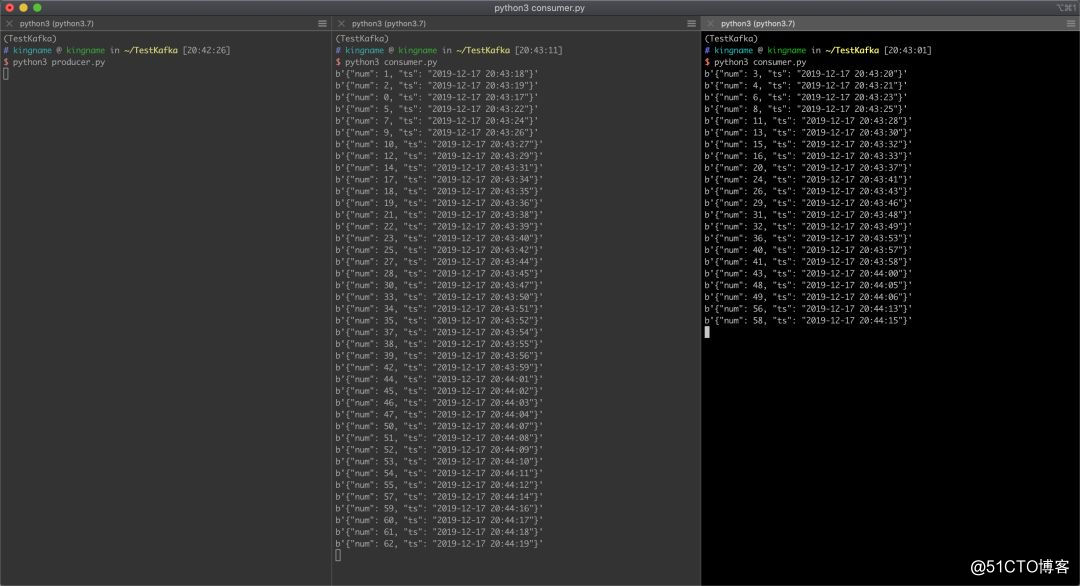 python3 consumer.py
⌥⌘1
python3 (python3.7)
(TestKafka)
# kingname @ kingname in ~/TestKafka [20:42:26]
$ python3 producer.py
python3 (python3.7)
(TestKafka)
# kingname @ kingname in ~/TestKafka [20:43:11]
$ python3 consumer.py
b'{"num": 1, "ts": "2019-12-17 20:43:18"}'
b'{"num": 2, "ts": "2019-12-17 20:43:19"}'
b'{"num": 0, "ts": "2019-12-17 20:43:17"}'
b'{"num": 5, "ts": "2019-12-17 20:43:22"}'
b'{"num": 7, "ts": "2019-12-17 20:43:24"}'
b'{"num": 9, "ts": "2019-12-17 20:43:26"}'
b'{"num": 10, "ts": "2019-12-17 20:43:27"}'
b'{"num": 12, "ts": "2019-12-17 20:43:29"}'
b'{"num": 14, "ts": "2019-12-17 20:43:31"}'
b'{"num": 17, "ts": "2019-12-17 20:43:34"}'
b'{"num": 18, "ts": "2019-12-17 20:43:35"}'
b'{"num": 19, "ts": "2019-12-17 20:43:36"}'
b'{"num": 21, "ts": "2019-12-17 20:43:38"}'
b'{"num": 22, "ts": "2019-12-17 20:43:39"}'
b'{"num": 23, "ts": "2019-12-17 20:43:40"}'
b'{"num": 25, "ts": "2019-12-17 20:43:42"}'
b'{"num": 27, "ts": "2019-12-17 20:43:44"}'
b'{"num": 28, "ts": "2019-12-17 20:43:45"}'
b'{"num": 30, "ts": "2019-12-17 20:43:47"}'
b'{"num": 33, "ts": "2019-12-17 20:43:50"}'
b'{"num": 34, "ts": "2019-12-17 20:43:51"}'
b'{"num": 35, "ts": "2019-12-17 20:43:52"}'
b'{"num": 37, "ts": "2019-12-17 20:43:54"}'
b'{"num": 38, "ts": "2019-12-17 20:43:55"}'
b'{"num": 39, "ts": "2019-12-17 20:43:56"}'
b'{"num": 42, "ts": "2019-12-17 20:43:59"}'
b'{"num": 44, "ts": "2019-12-17 20:44:01"}'
b'{"num": 45, "ts": "2019-12-17 20:44:02"}'
b'{"num": 46, "ts": "2019-12-17 20:44:03"}'
b'{"num": 47, "ts": "2019-12-17 20:44:04"}'
b'{"num": 50, "ts": "2019-12-17 20:44:07"}'
b'{"num": 51, "ts": "2019-12-17 20:44:08"}'
b'{"num": 52, "ts": "2019-12-17 20:44:09"}'
b'{"num": 53, "ts": "2019-12-17 20:44:10"}'
b'{"num": 54, "ts": "2019-12-17 20:44:11"}'
b'{"num": 55, "ts": "2019-12-17 20:44:12"}'
b'{"num": 57, "ts": "2019-12-17 20:44:14"}'
b'{"num": 59, "ts": "2019-12-17 20:44:16"}'
b'{"num": 60, "ts": "2019-12-17 20:44:17"}'
b'{"num": 61, "ts": "2019-12-17 20:44:18"}'
b'{"num": 62, "ts": "2019-12-17 20:44:19"}'
python3 (python3.7)
(TestKafka)
# kingname @ kingname in ~/TestKafka [20:43:01]
$ python3 consumer.py
b'{"num": 3, "ts": "2019-12-17 20:43:20"}'
b'{"num": 4, "ts": "2019-12-17 20:43:21"}'
b'{"num": 6, "ts": "2019-12-17 20:43:23"}'
b'{"num": 8, "ts": "2019-12-17 20:43:25"}'
b'{"num": 11, "ts": "2019-12-17 20:43:28"}'
b'{"num": 13, "ts": "2019-12-17 20:43:30"}'
b'{"num": 15, "ts": "2019-12-17 20:43:32"}'
b'{"num": 16, "ts": "2019-12-17 20:43:33"}'
b'{"num": 20, "ts": "2019-12-17 20:43:37"}'
b'{"num": 24, "ts": "2019-12-17 20:43:41"}'
b'{"num": 26, "ts": "2019-12-17 20:43:43"}'
b'{"num": 29, "ts": "2019-12-17 20:43:46"}'
b'{"num": 31, "ts": "2019-12-17 20:43:48"}'
b'{"num": 32, "ts": "2019-12-17 20:43:49"}'
b'{"num": 36, "ts": "2019-12-17 20:43:53"}'
b'{"num": 40, "ts": "2019-12-17 20:43:57"}'
b'{"num": 41, "ts": "2019-12-17 20:43:58"}'
b'{"num": 43, "ts": "2019-12-17 20:44:00"}'
b'{"num": 48, "ts": "2019-12-17 20:44:05"}'
b'{"num": 49, "ts": "2019-12-17 20:44:06"}'
b'{"num": 56, "ts": "2019-12-17 20:44:13"}'
b'{"num": 58, "ts": "2019-12-17 20:44:15"}'
@51CTO博客